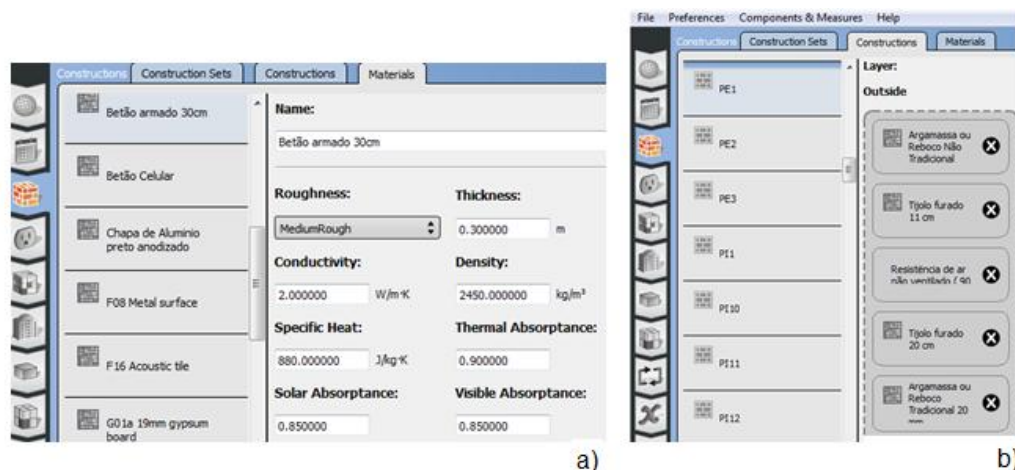 Constructions Construction Sets Constructions Materials
Betão armado 30cm
Betão Celular
Chapa de Aluminio
preto anodizado
F08 Metal surface
F16 Acoustic tile
G01a 19mm gypsum
board
Name:
Betão armado 30cm
Roughness: Thickness:
MediumRough 0.300000 m
Conductivity: Density:
2.000000 W/m·K 2450.000000 kg/m³
Specific Heat: Thermal Absorptance:
880.000000 J/kg·K 0.900000
Solar Absorptance: Visible Absorptance:
0.850000 0.850000
a)
File Preferences Components & Measures Help
Constructions Construction Sets Constructions Materials
PE1
PE2
PE3
PI1
PI10
PI11
PI12
Layer:
Outside
Argamassa ou
Reboco Não
Tradicional
Tijolo furado
11 cm
Resistência de ar
não ventilado ( 90
Tijolo furado
20 cm
Argamassa ou
Reboco
Tradicional 20
mm
b)